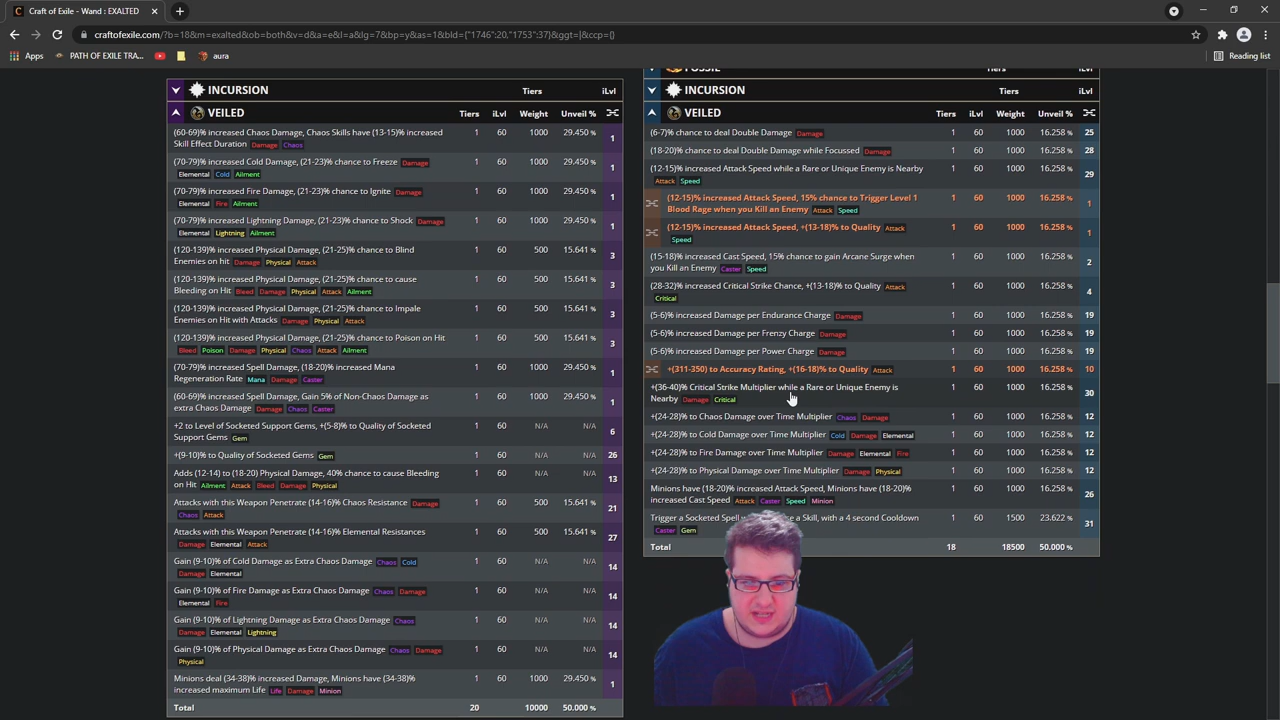 Craft of Exile - Wand : EXALTED
craftofexile.com/?b=18&m=exalted&ob=both&v=d&a=e&l=a&lg=7&bp=y&as=1&bld={"1746":20,"1753":37}&ggt=|&ccp={}
Apps PATH OF EXILE TRA... aura Reading list
INCURSION Tiers iLvl
VEILED Tiers iLvl Weight Unveil %
(60-69)% increased Chaos Damage, Chaos Skills have (13-15)% increased 1 60 1000 29.450 % 1
Skill Effect Duration Damage Chaos
(70-79)% increased Cold Damage, (21-23)% chance to Freeze Damage 1 60 1000 29.450 % 1
Elemental Cold Ailment
(70-79)% increased Fire Damage, (21-23)% chance to Ignite Damage 1 60 1000 29.450 % 1
Elemental Fire Ailment
(70-79)% increased Lightning Damage, (21-23)% chance to Shock Damage 1 60 1000 29.450 % 1
Elemental Lightning Ailment
(120-139)% increased Physical Damage, (21-25)% chance to Blind 1 60 500 15.641 % 3
Enemies on hit Damage Physical Attack
(120-139)% increased Physical Damage, (21-25)% chance to cause 1 60 500 15.641 % 3
Bleeding on Hit Bleed Damage Physical Attack Ailment
(120-139)% increased Physical Damage, (21-25)% chance to Impale 1 60 500 15.641 % 3
Enemies on Hit with Attacks Damage Physical Attack
(120-139)% increased Physical Damage, (21-25)% chance to Poison on Hit 1 60 500 15.641 % 3
Bleed Poison Damage Physical Chaos Attack Ailment
(70-79)% increased Spell Damage, (18-20)% increased Mana 1 60 1000 29.450 % 1
Regeneration Rate Mana Damage Caster
(60-69)% increased Spell Damage, Gain 5% of Non-Chaos Damage as 1 60 1000 29.450 % 1
extra Chaos Damage Damage Chaos Caster
+2 to Level of Socketed Support Gems, +(5-8)% to Quality of Socketed 1 60 N/A N/A 6
Support Gems Gem
+(9-10)% to Quality of Socketed Gems Gem 1 60 N/A N/A 26
Adds (12-14) to (18-20) Physical Damage, 40% chance to cause Bleeding 1 60 N/A N/A 13
on Hit Ailment Attack Bleed Damage Physical
Attacks with this Weapon Penetrate (14-16)% Chaos Resistance Damage 1 60 500 15.641 % 21
Chaos Attack
Attacks with this Weapon Penetrate (14-16)% Elemental Resistances 1 60 500 15.641 % 27
Damage Elemental Attack
Gain (9-10)% of Cold Damage as Extra Chaos Damage Chaos Cold 1 60 N/A N/A 14
Damage Elemental
Gain (9-10)% of Fire Damage as Extra Chaos Damage Chaos Damage 1 60 N/A N/A 14
Elemental Fire
Gain (9-10)% of Lightning Damage as Extra Chaos Damage Chaos 1 60 N/A N/A 14
Damage Elemental Lightning
Gain (9-10)% of Physical Damage as Extra Chaos Damage Chaos Damage 1 60 N/A N/A 14
Physical
Minions deal (34-38)% increased Damage, Minions have (34-38)% 1 60 1000 29.450 % 1
increased maximum Life Life Damage Minion
Total 20 10000 50.000 %
FOSSIL Tiers iLvl
INCURSION Tiers iLvl
VEILED Tiers iLvl Weight Unveil %
(6-7)% chance to deal Double Damage Damage 1 60 1000 16.258 % 25
(18-20)% chance to deal Double Damage while Focussed Damage 1 60 1000 16.258 % 28
(12-15)% increased Attack Speed while a Rare or Unique Enemy is Nearby 1 60 1000 16.258 % 29
Attack Speed
(12-15)% increased Attack Speed, 15% chance to Trigger Level 1 1 60 1000 16.258 % 1
Blood Rage when you Kill an Enemy Attack Speed
(12-15)% increased Attack Speed, +(13-18)% to Quality Attack 1 60 1000 16.258 % 1
Speed
(15-18)% increased Cast Speed, 15% chance to gain Arcane Surge when 1 60 1000 16.258 % 2
you Kill an Enemy Caster Speed
(28-32)% increased Critical Strike Chance, +(13-18)% to Quality Attack 1 60 1000 16.258 % 4
Critical
(5-6)% increased Damage per Endurance Charge Damage 1 60 1000 16.258 % 19
(5-6)% increased Damage per Frenzy Charge Damage 1 60 1000 16.258 % 19
(5-6)% increased Damage per Power Charge Damage 1 60 1000 16.258 % 19
+(311-350) to Accuracy Rating, +(16-18)% to Quality Attack 1 60 1000 16.258 % 10
+(36-40)% Critical Strike Multiplier while a Rare or Unique Enemy is 1 60 1000 16.258 % 30
Nearby Damage Critical
+(24-28)% to Chaos Damage over Time Multiplier Chaos Damage 1 60 1000 16.258 % 12
+(24-28)% to Cold Damage over Time Multiplier Cold Damage Elemental 1 60 1000 16.258 % 12
+(24-28)% to Fire Damage over Time Multiplier Damage Elemental Fire 1 60 1000 16.258 % 12
+(24-28)% to Physical Damage over Time Multiplier Damage Physical 1 60 1000 16.258 % 12
Minions have (18-20)% increased Attack Speed, Minions have (18-20)% 1 60 1000 16.258 % 26
increased Cast Speed Attack Caster Speed Minion
Trigger a Socketed Spell a Skill, with a 4 second Cooldown 1 60 1500 23.622 % 31
Caster Gem
Total 18 18500 50.000 %